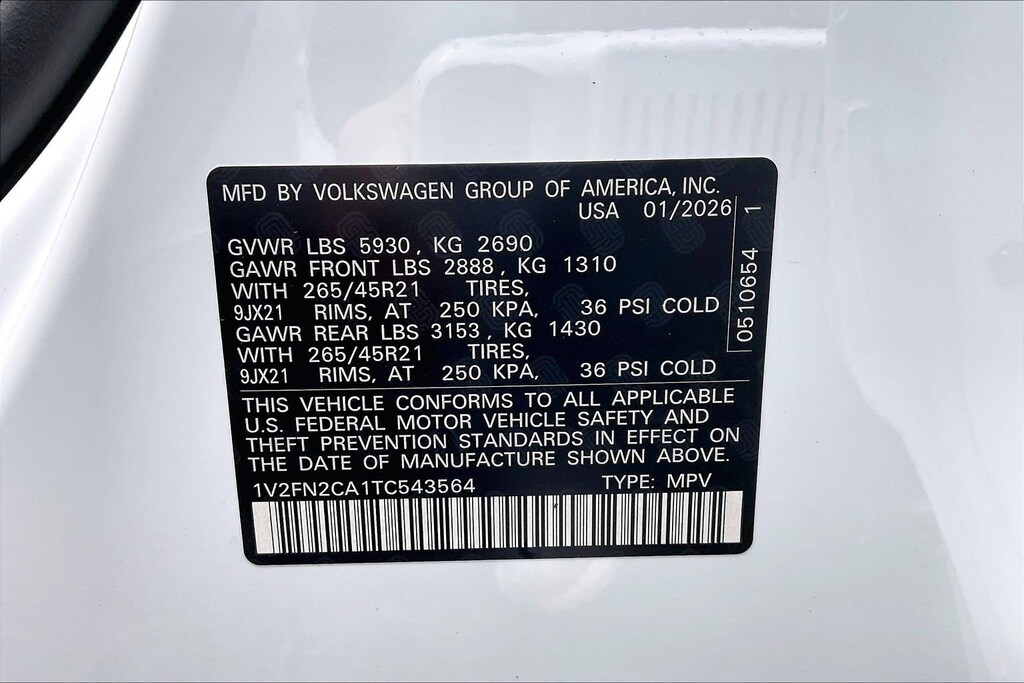 MFD BY VOLKSWAGEN GROUP OF AMERICA, INC.
USA 01/2026
GVWR LBS 5930, KG 2690
GAWR FRONT LBS 2888, KG 1310
WITH 265/45R21 TIRES,
9JX21 RIMS, AT 250 KPA, 36 PSI COLD
GAWR REAR LBS 3153, KG 1430
WITH 265/45R21 TIRES,
9JX21 RIMS, AT 250 KPA, 36 PSI COLD
0510654 1
THIS VEHICLE CONFORMS TO ALL APPLICABLE
U.S. FEDERAL MOTOR VEHICLE SAFETY AND
THEFT PREVENTION STANDARDS IN EFFECT ON
THE DATE OF MANUFACTURE SHOWN ABOVE.
1V2FN2CA1TC543564 TYPE: MPV